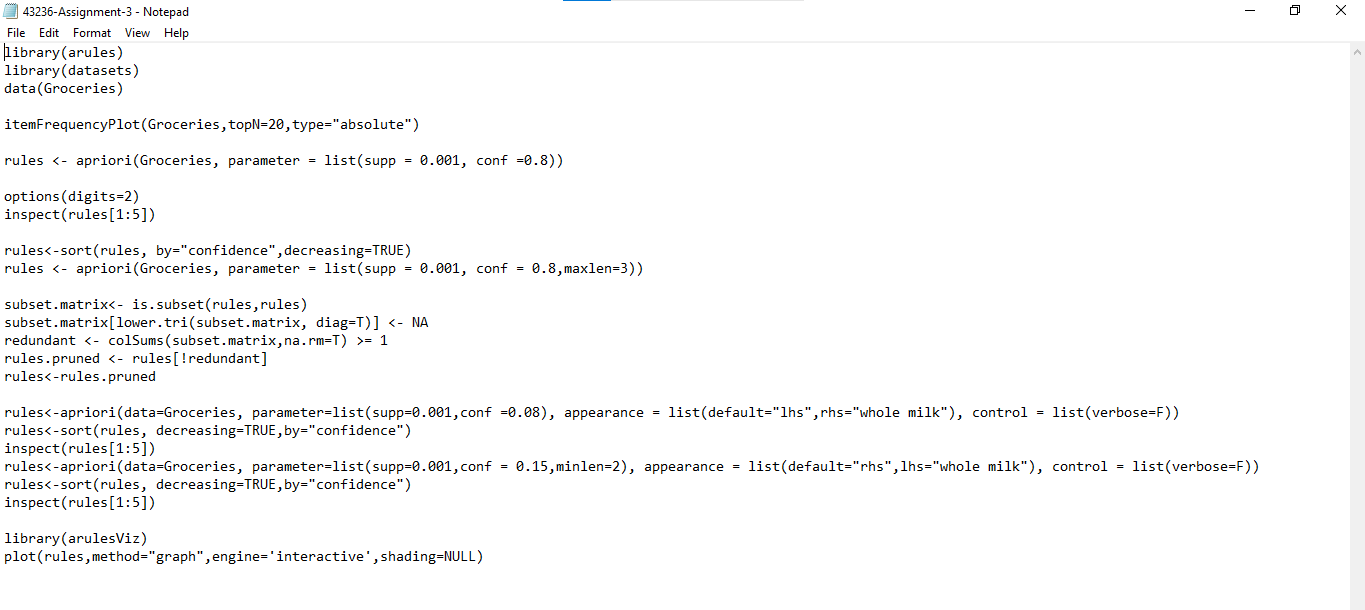 43236-Assignment-3 - Notepad
File Edit Format View Help
library(arules)
library(datasets)
data(Groceries)
itemFrequencyPlot(Groceries,topN=20,type="absolute")
rules <- apriori(Groceries, parameter = list(supp = 0.001, conf =0.8))
options(digits=2)
inspect(rules[1:5])
rules<-sort(rules, by="confidence",decreasing=TRUE)
rules <- apriori(Groceries, parameter = list(supp = 0.001, conf = 0.8,maxlen=3))
subset.matrix<- is.subset(rules,rules)
subset.matrix[lower.tri(subset.matrix, diag=T)] <- NA
redundant <- colSums(subset.matrix,na.rm=T) >= 1
rules.pruned <- rules[!redundant]
rules<-rules.pruned
rules<-apriori(data=Groceries, parameter=list(supp=0.001,conf =0.08), appearance = list(default="lhs",rhs="whole milk"), control = list(verbose=F))
rules<-sort(rules, decreasing=TRUE,by="confidence")
inspect(rules[1:5])
rules<-apriori(data=Groceries, parameter=list(supp=0.001,conf = 0.15,minlen=2), appearance = list(default="rhs",lhs="whole milk"), control = list(verbose=F))
rules<-sort(rules, decreasing=TRUE,by="confidence")
inspect(rules[1:5])
library(arulesViz)
plot(rules,method="graph",engine='interactive',shading=NULL)